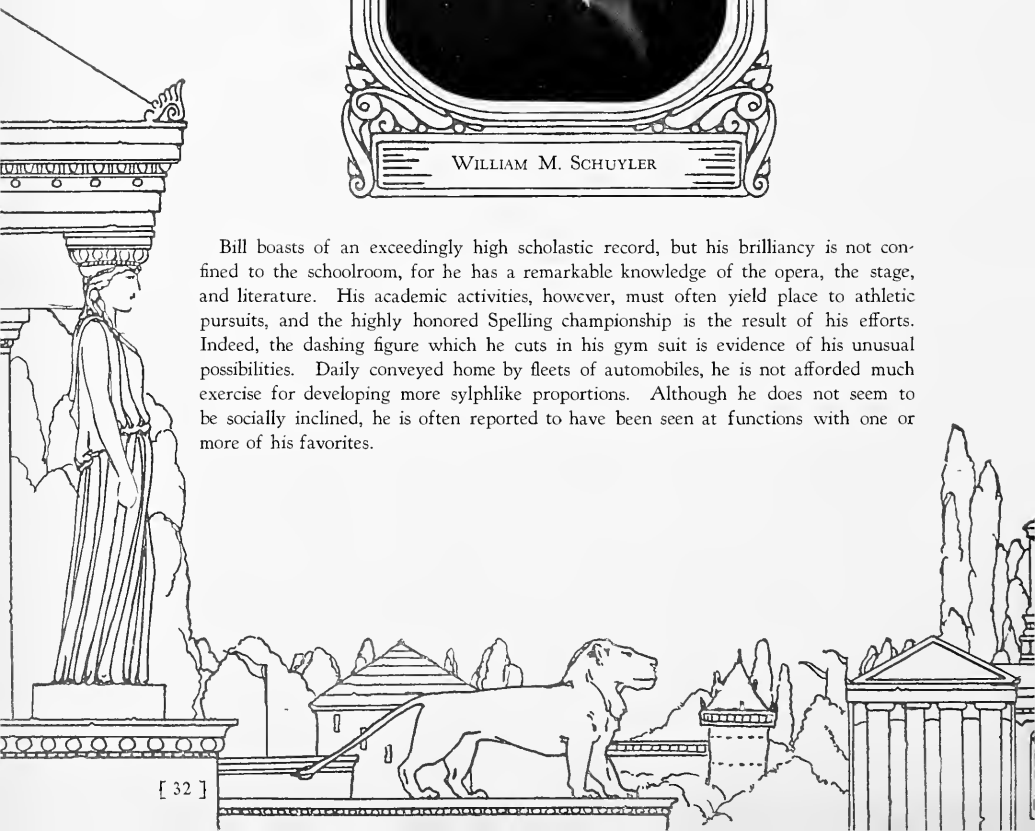 WILLIAM M. SCHUYLER
Bill boasts of an exceedingly high scholastic record, but his brilliancy is not con-
fined to the schoolroom, for he has a remarkable knowledge of the opera, the stage,
and literature. His academic activities, however, must often yield place to athletic
pursuits, and the highly honored Spelling championship is the result of his efforts.
Indeed, the dashing figure which he cuts in his gym suit is evidence of his unusual
possibilities. Daily conveyed home by fleets of automobiles, he is not afforded much
exercise for developing more sylphlike proportions. Although he does not seem to
be socially inclined, he is often reported to have been seen at functions with one or
more of his favorites.
[ 32 ]